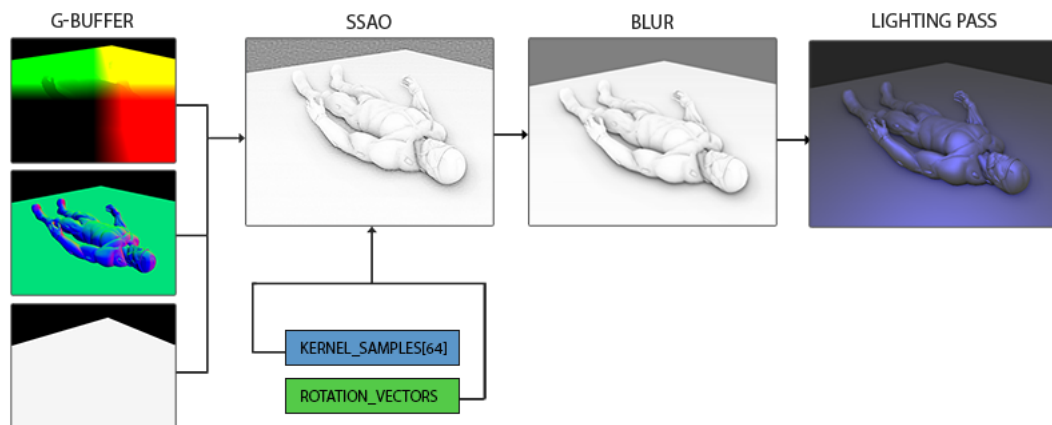 G-BUFFER
SSAO
BLUR
LIGHTING PASS
KERNEL_SAMPLES[64]
ROTATION_VECTORS